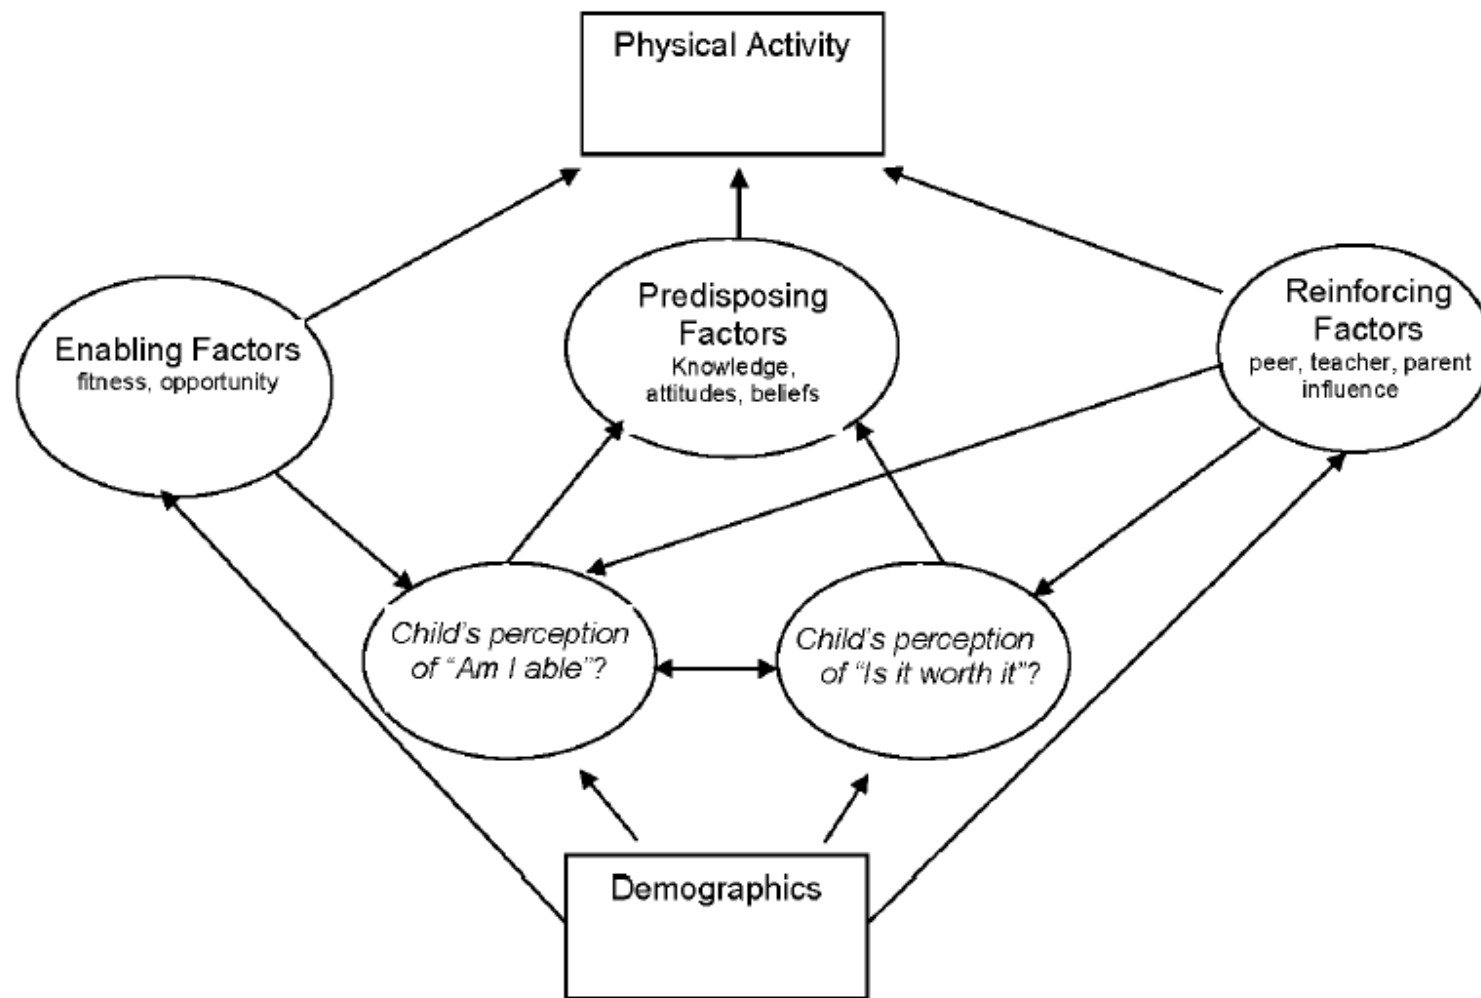 Physical Activity
Enabling Factors
fitness, opportunity
Predisposing
Factors
Knowledge,
attitudes, beliefs
Reinforcing
Factors
peer, teacher, parent
influence
Child's perception
of "Am I able"?
Child's perception
of "Is it worth it"?
Demographics